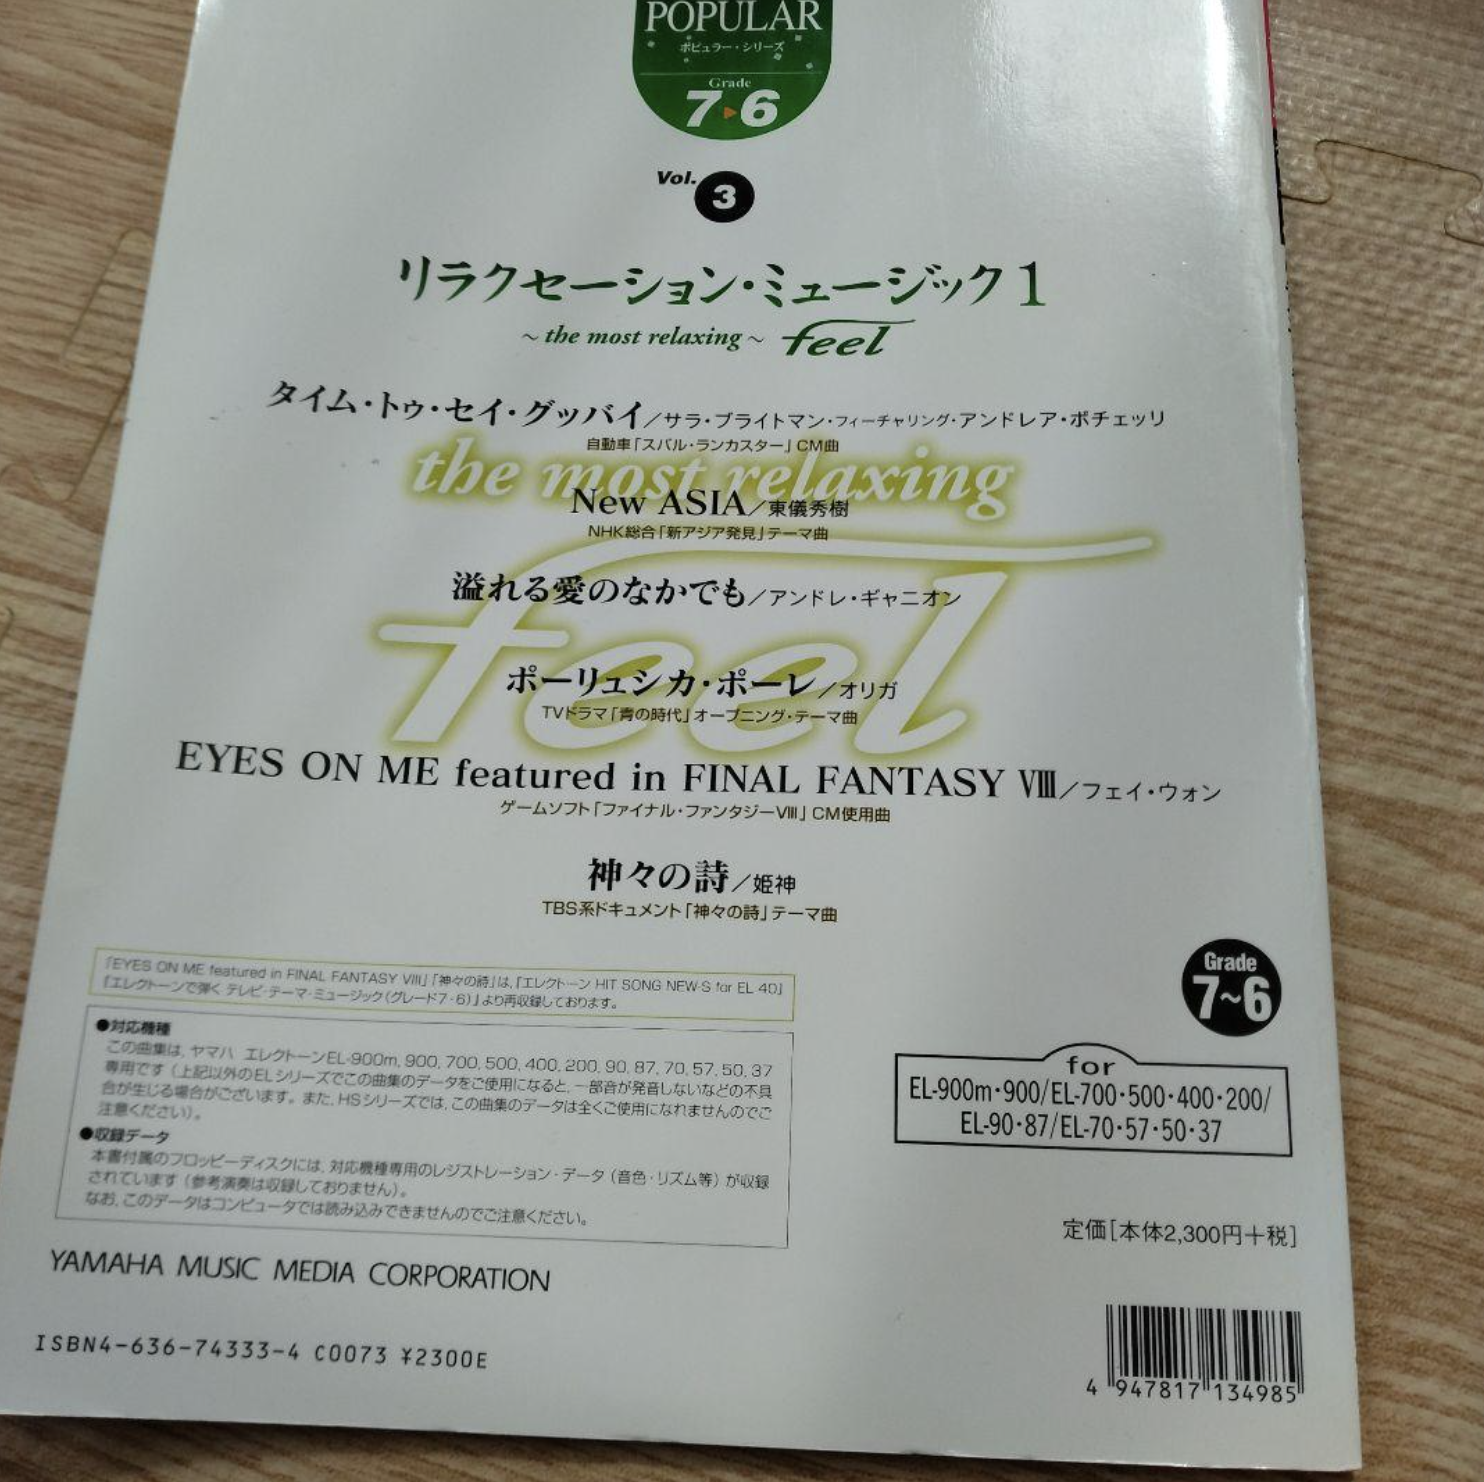 POPULAR
ポピュラー・シリーズ
Grade
7▶6
Vol. 3
リラクセーション・ミュージック1
～the most relaxing～ feel
タイム・トゥ・セイ・グッバイ／サラ・ブライトマン・フィーチャリング・アンドレア・ボチェッリ
自動車「スバル・ランカスター」CM曲
the most relaxing
New ASIA／東儀秀樹
NHK総合「新アジア発見」テーマ曲
feel
溢れる愛のなかでも／アンドレ・ギャニオン
ポーリュシカ・ポーレ／オリガ
TVドラマ「青の時代」オープニング・テーマ曲
EYES ON ME featured in FINAL FANTASY Ⅷ／フェイ・ウォン
ゲームソフト「ファイナル・ファンタジーⅧ」CM使用曲
神々の詩／姫神
TBS系ドキュメント「神々の詩」テーマ曲
「EYES ON ME featured in FINAL FANTASY Ⅷ」「神々の詩」は、『エレクトーン HIT SONG NEW・S for EL 40』
『エレクトーンで弾く テレビ・テーマ・ミュージック(グレード7・6)』より再収録しております。
●対応機種
この曲集は、ヤマハ エレクトーンEL-900m, 900, 700, 500, 400, 200, 90, 87, 70, 57, 50, 37
専用です（上記以外のELシリーズでこの曲集のデータをご使用になると、一部音が発音しないなどの不具
合が生じる場合がございます。また、HSシリーズでは、この曲集のデータは全くご使用になれませんのでご
注意ください）。
●収録データ
本書付属のフロッピーディスクには、対応機種専用のレジストレーション・データ（音色・リズム等）が収録
されています（参考演奏は収録しておりません）。
なお、このデータはコンピュータでは読み込みできませんのでご注意ください。
Grade
7~6
for
EL-900m・900/EL-700・500・400・200/
EL-90・87/EL-70・57・50・37
定価[本体2,300円＋税]
YAMAHA MUSIC MEDIA CORPORATION
ISBN4-636-74333-4 C0073 ¥2300E
4 947817 134985